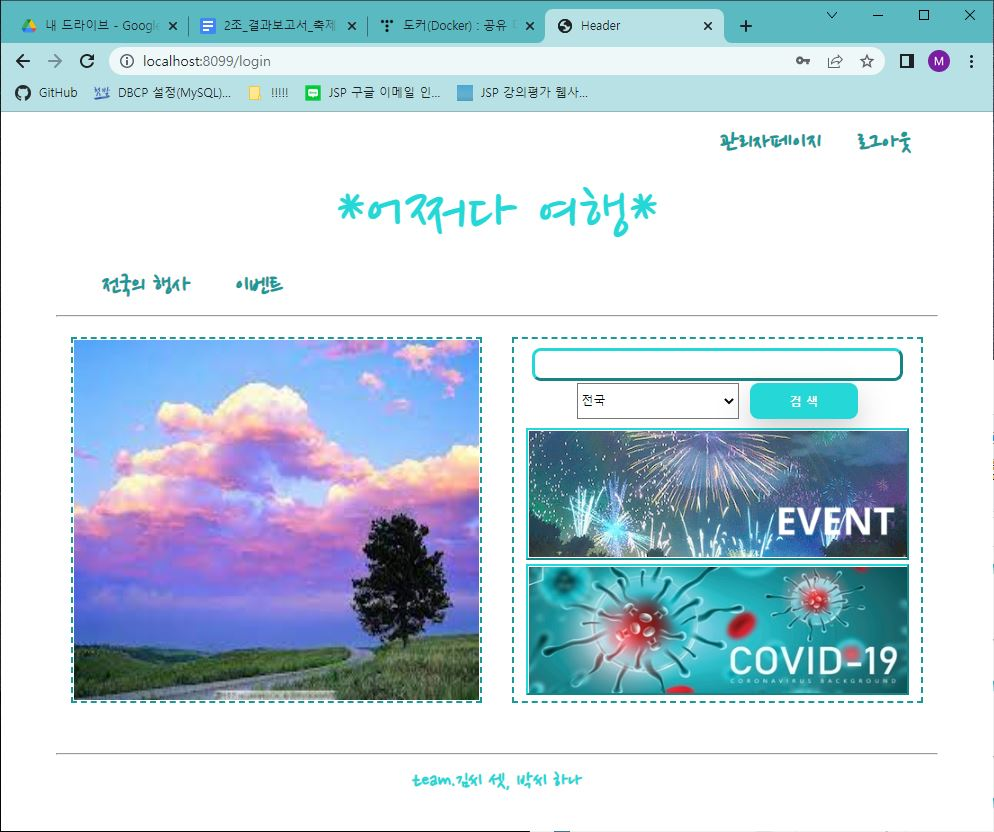 내 드라이브 - Google
2조_결과보고서_축제
도커(Docker) : 공유
Header
localhost:8099/login
M
GitHub
DBCP 설정(MySQL)...
!!!!!
JSP 구글 이메일 인...
JSP 강의평가 웹사...
관리자페이지 로그아웃
*어쩌다 여행*
전국의 행사 이벤트
전국
검 색
EVENT
COVID-19
CORONAVIRUS BACKGROUND
team.김씨 셋, 박씨 하나